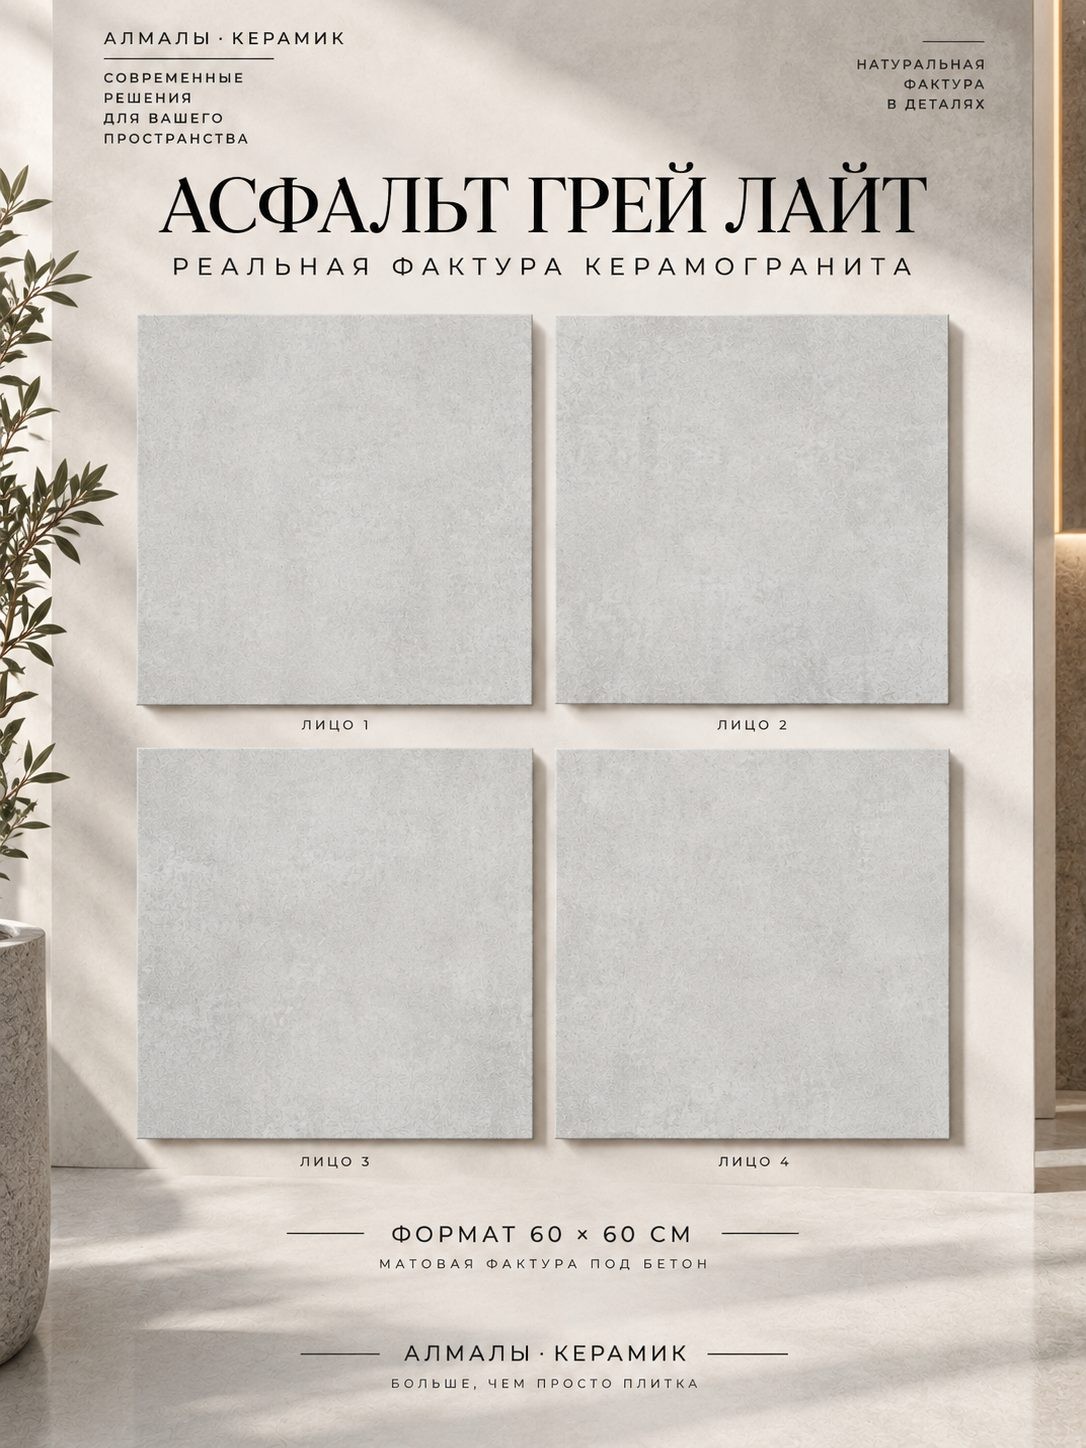 АЛМАЛЫ · КЕРАМИК
СОВРЕМЕННЫЕ
РЕШЕНИЯ
ДЛЯ ВАШЕГО
ПРОСТРАНСТВА
НАТУРАЛЬНАЯ
ФАКТУРА
В ДЕТАЛЯХ
АСФАЛЬТ ГРЕЙ ЛАЙТ
РЕАЛЬНАЯ ФАКТУРА КЕРАМОГРАНИТА
ЛИЦО 1
ЛИЦО 2
ЛИЦО 3
ЛИЦО 4
ФОРМАТ 60 × 60 СМ
МАТОВАЯ ФАКТУРА ПОД БЕТОН
АЛМАЛЫ · КЕРАМИК
БОЛЬШЕ, ЧЕМ ПРОСТО ПЛИТКА